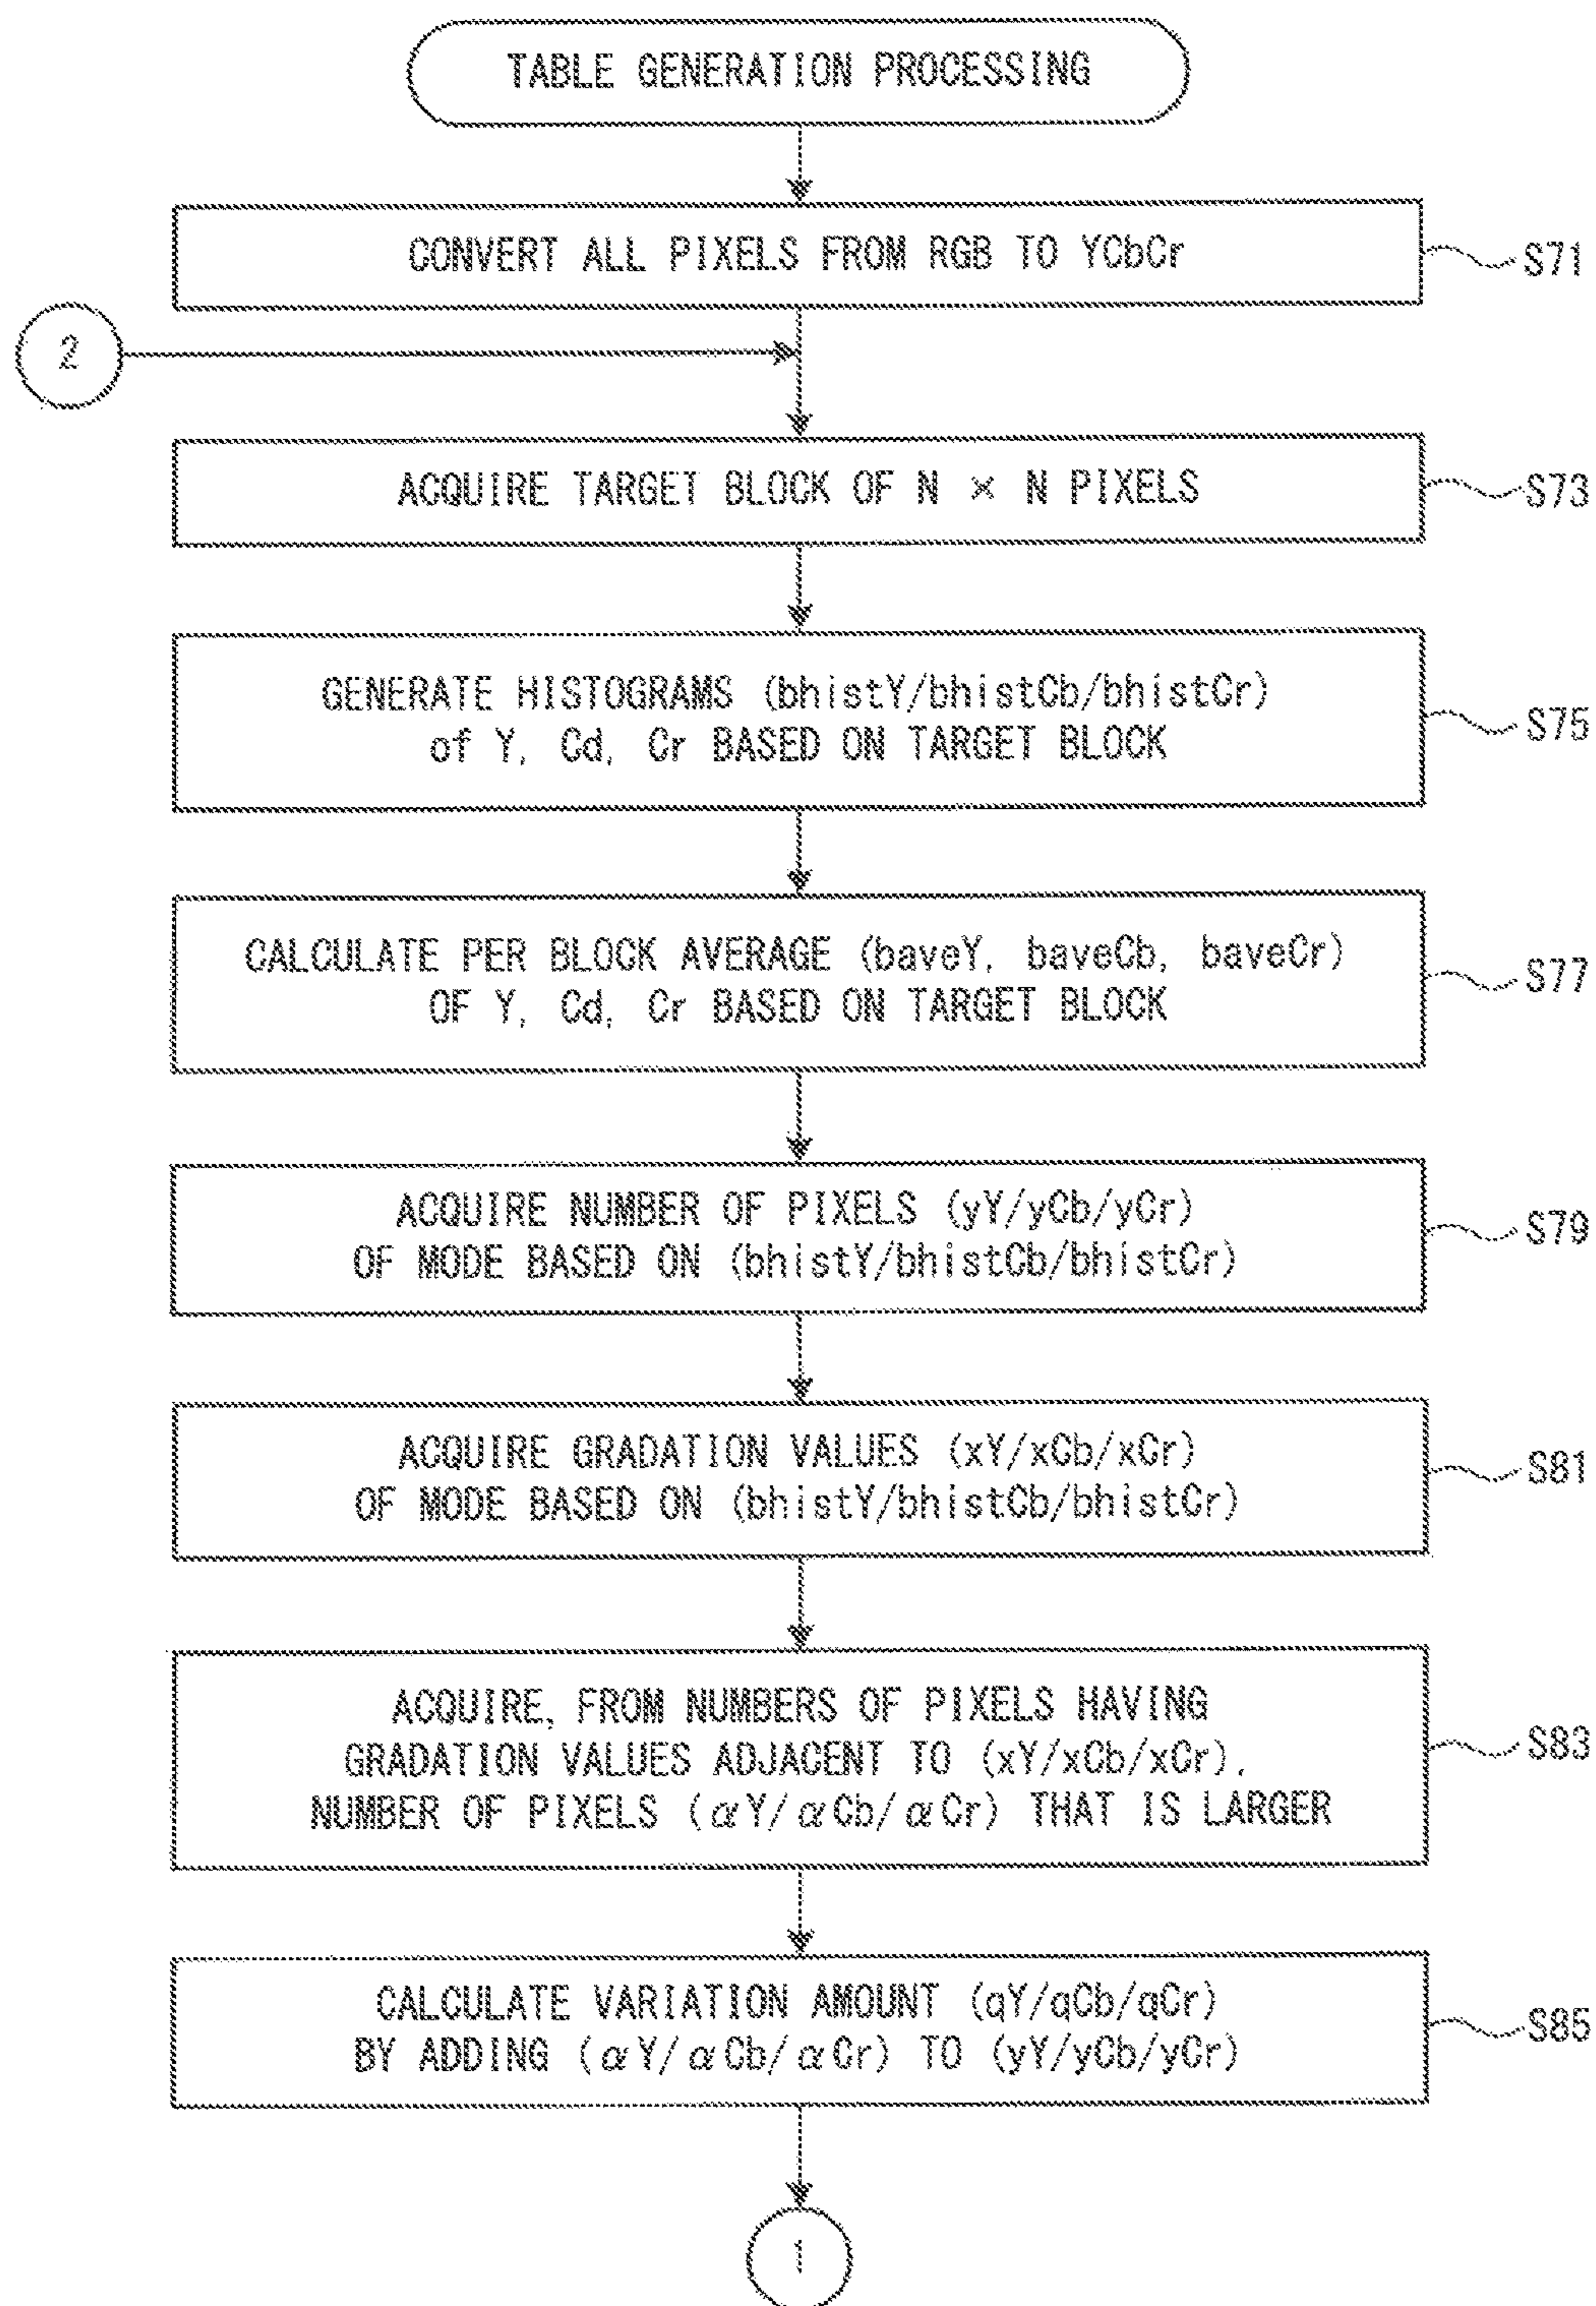 TABLE GENERATION PROCESSING
CONVERT ALL PIXELS FROM RGB TO YCbCr
S71
2
ACQUIRE TARGET BLOCK OF N × N PIXELS
S73
GENERATE HISTOGRAMS (bhistY/bhistCb/bhistCr)
of Y, Cd, Cr BASED ON TARGET BLOCK
S75
CALCULATE PER BLOCK AVERAGE (baveY, baveCb, baveCr)
OF Y, Cd, Cr BASED ON TARGET BLOCK
S77
ACQUIRE NUMBER OF PIXELS (yY/yCb/yCr)
OF MODE BASED ON (bhistY/bhistCb/bhistCr)
S79
ACQUIRE GRADATION VALUES (xY/xCb/xCr)
OF MODE BASED ON (bhistY/bhistCb/bhistCr)
S81
ACQUIRE, FROM NUMBERS OF PIXELS HAVING
GRADATION VALUES ADJACENT TO (xY/xCb/xCr),
NUMBER OF PIXELS (αY/αCb/αCr) THAT IS LARGER
S83
CALCULATE VARIATION AMOUNT (qY/qCb/qCr)
BY ADDING (αY/αCb/αCr) TO (yY/yCb/yCr)
S85
1